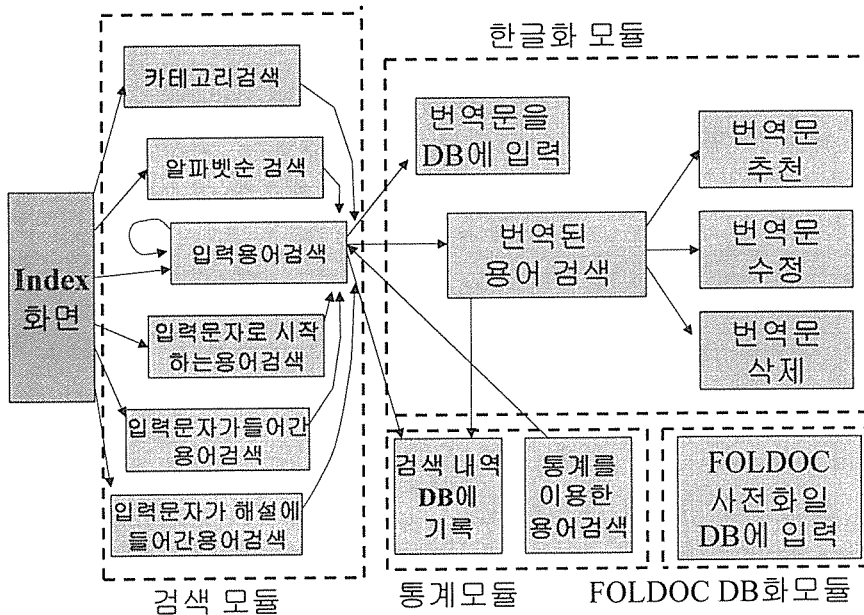 한글화 모듈
카테고리검색
알파벳순 검색
입력용어검색
입력문자로 시작
하는용어검색
입력문자가들어간
용어검색
입력문자가 해설에
들어간용어검색
Index
화면
검색 모듈
번역문을
DB에 입력
번역된
용어 검색
번역문
추천
번역문
수정
번역문
삭제
검색 내역
DB에
기록
통계를
이용한
용어검색
통계모듈
FOLDOC
사전화일
DB에 입력
FOLDOC DB화모듈